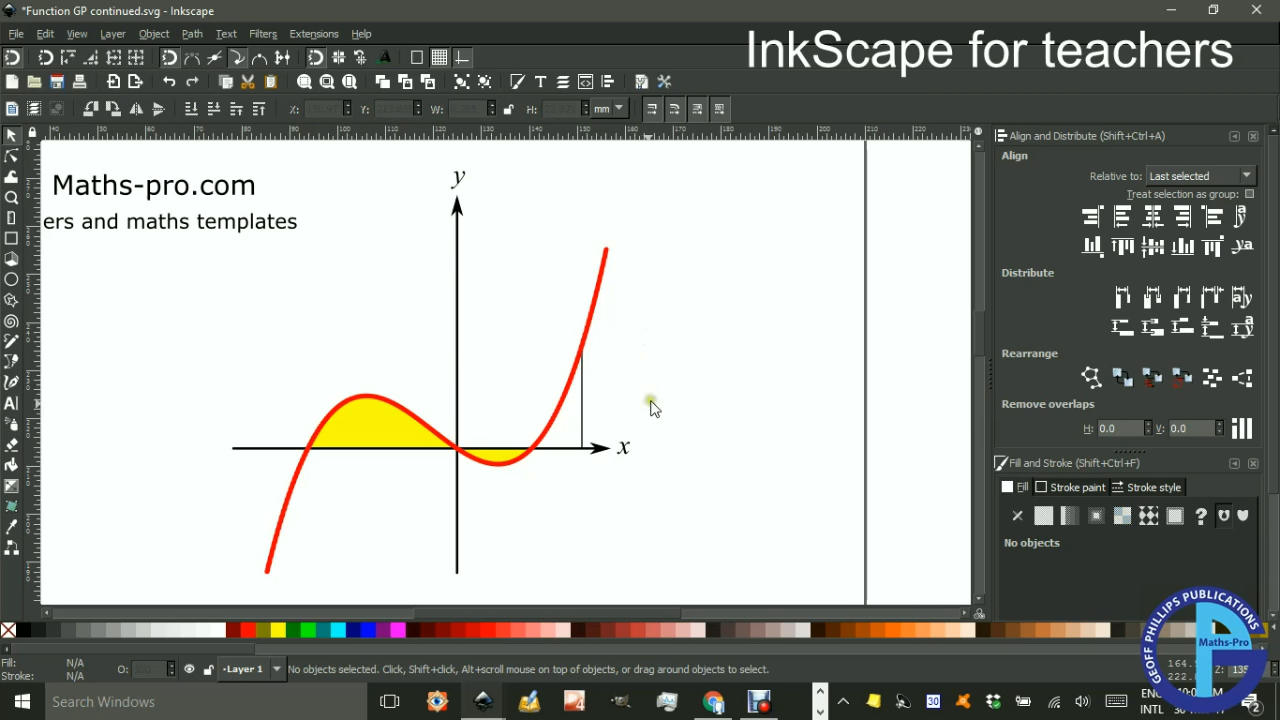 *Function GP continued.svg - Inkscape
File Edit View Layer Object Path Text Filters Extensions Help
InkScape for teachers
X: Y: W: H: mm
Maths-pro.com
ers and maths templates
y
x
Align and Distribute (Shift+Ctrl+A)
Align
Relative to: Last selected
Treat selection as group:
Distribute
Rearrange
Remove overlaps
H: 0.0 V: 0.0
Fill and Stroke (Shift+Ctrl+F)
Fill Stroke paint Stroke style
No objects
GEOFF PHILLIPS PUBLICATIONS
Maths-Pro
Fill: N/A
Stroke: N/A
O:
Layer 1
No objects selected. Click, Shift+click, Alt+scroll mouse on top of objects, or drag around objects to select.
Z:
Search Windows
30
ENG
INTL
2